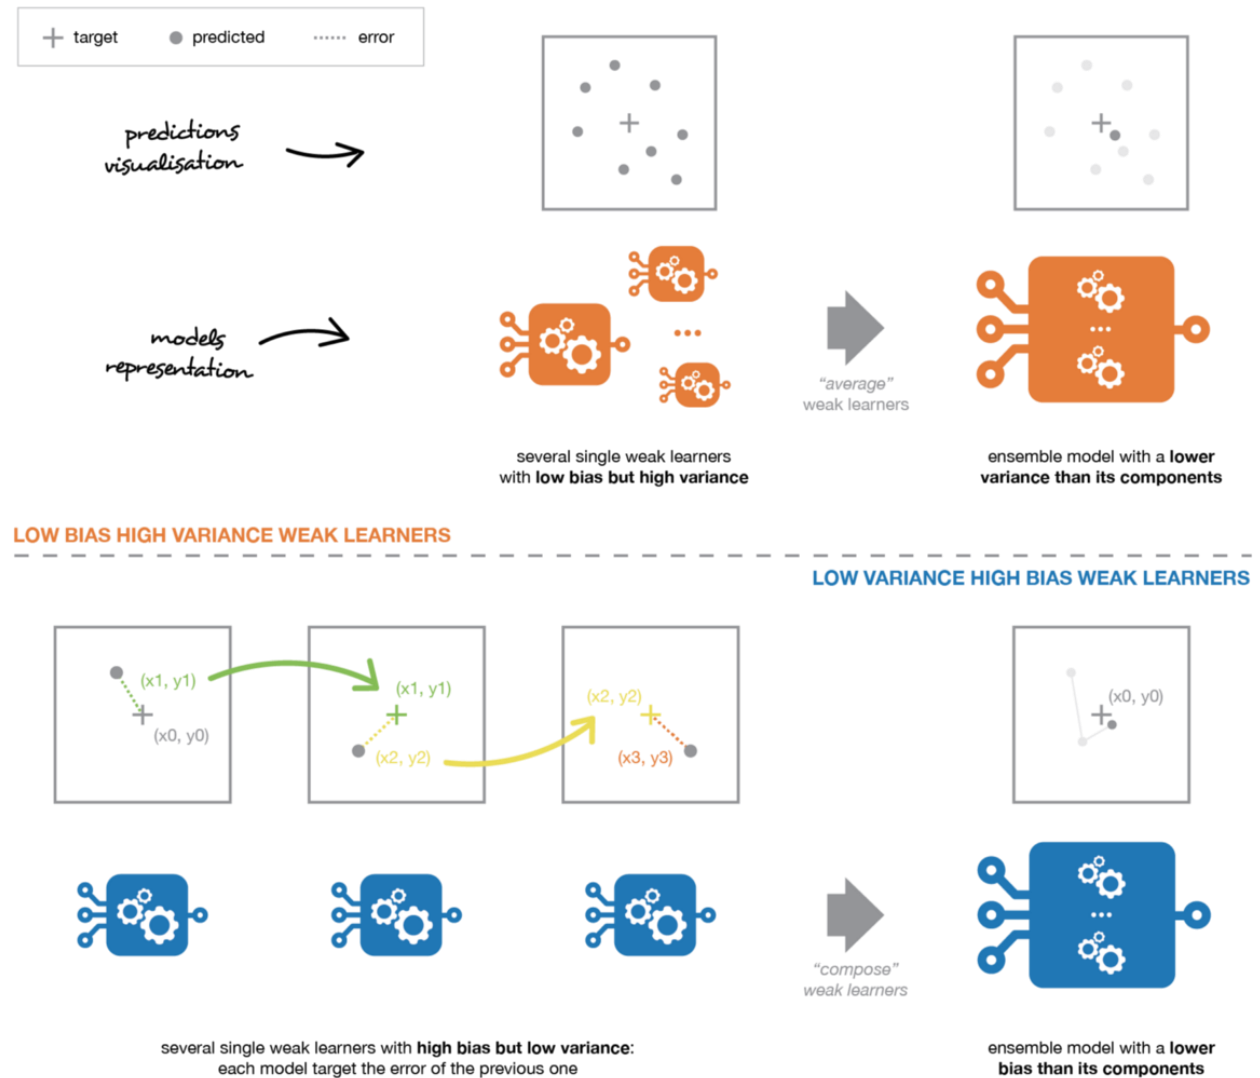 target
predicted
error
predictions
visualisation
models
representation
"average"
weak learners
several single weak learners
with low bias but high variance
ensemble model with a lower
variance than its components
LOW BIAS HIGH VARIANCE WEAK LEARNERS
LOW VARIANCE HIGH BIAS WEAK LEARNERS
(x1, y1)
(x0, y0)
(x1, y1)
(x2, y2)
(x2, y2)
(x3, y3)
(x0, y0)
"compose"
weak learners
several single weak learners with high bias but low variance:
each model target the error of the previous one
ensemble model with a lower
bias than its components